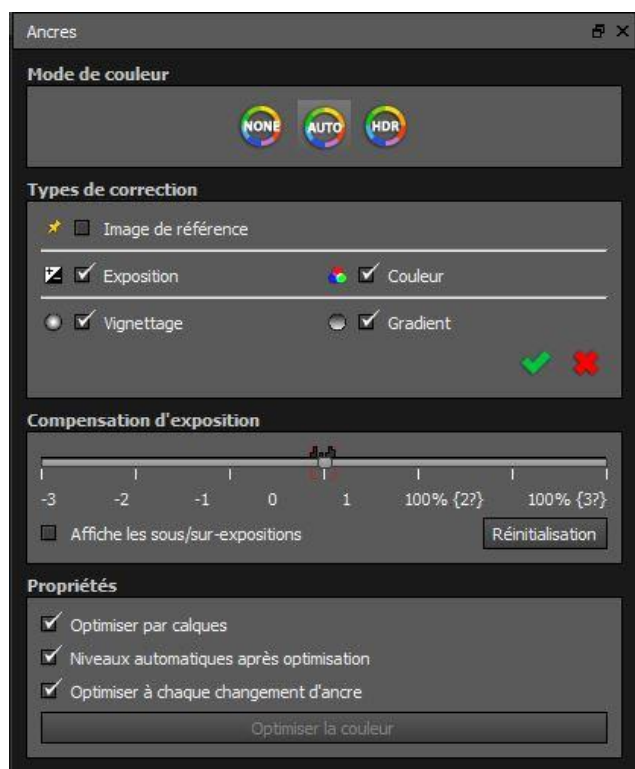 Ancres
Mode de couleur
NONE AUTO HDR
Types de correction
Image de référence
Exposition Couleur
Vignettage Gradient
Compensation d'exposition
-3 -2 -1 0 1 100% {2?} 100% {3?}
Affiche les sous/sur-expositions Réinitialisation
Propriétés
Optimiser par calques
Niveaux automatiques après optimisation
Optimiser à chaque changement d'ancre
Optimiser la couleur